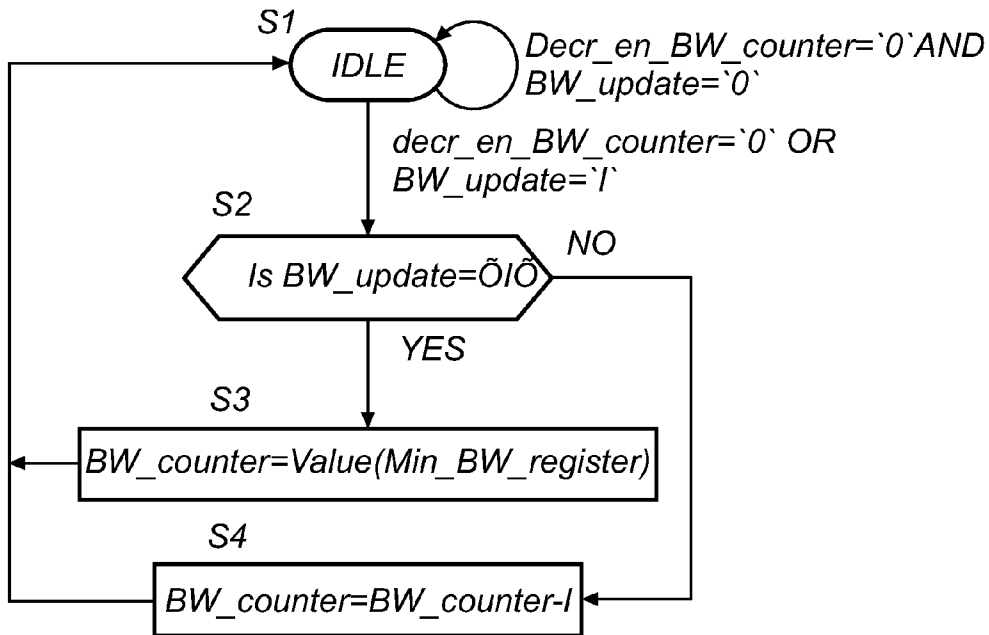 S1
IDLE
Decr_en_BW_counter=`0`AND
BW_update=`0`
decr_en_BW_counter=`0` OR
BW_update=`I`
S2
Is BW_update=ÕIÕ
NO
YES
S3
BW_counter=Value(Min_BW_register)
S4
BW_counter=BW_counter-I